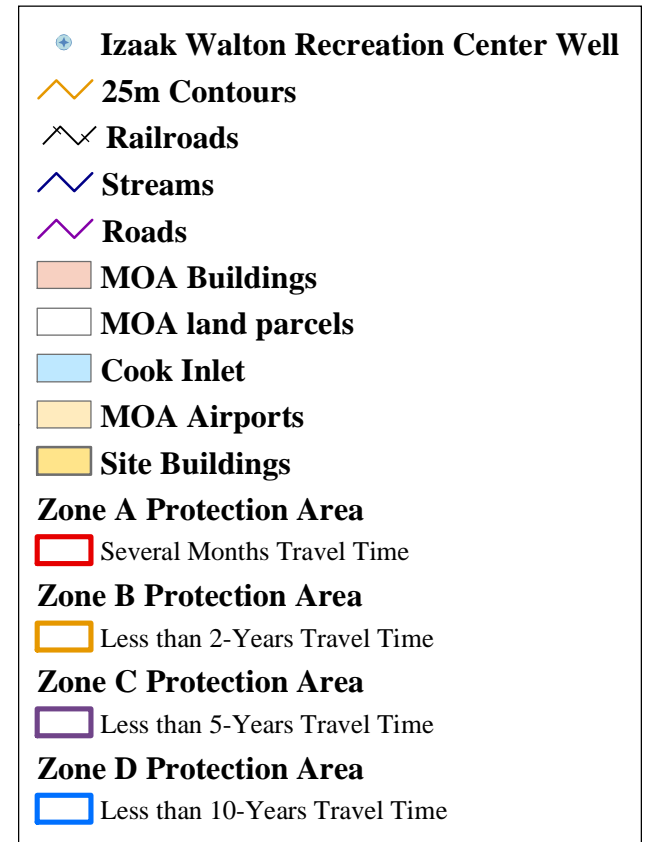 Izaak Walton Recreation Center Well
25m Contours
Railroads
Streams
Roads
MOA Buildings
MOA land parcels
Cook Inlet
MOA Airports
Site Buildings
Zone A Protection Area
Several Months Travel Time
Zone B Protection Area
Less than 2-Years Travel Time
Zone C Protection Area
Less than 5-Years Travel Time
Zone D Protection Area
Less than 10-Years Travel Time